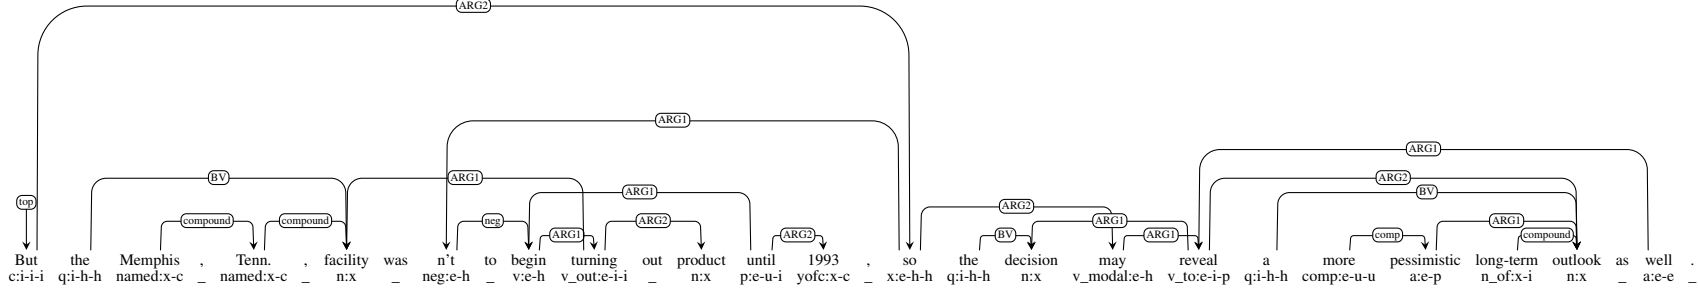 ARG2
ARG1
ARG1
BV ARG1 ARG2
ARG1 BV
top ARG2
compound compound neg ARG2 ARG1 ARG1
ARG1 ARG2 BV ARG1 comp compound
But the Memphis , Tenn. , facility was n't to begin turning out product until 1993 , so the decision may reveal a more pessimistic long-term outlook as well .
c:i-i-i q:i-h-h named:x-c _ named:x-c _ n:x _ neg:e-h _ v:e-h v_out:e-i-i _ n:x p:e-u-i yofc:x-c _ x:e-h-h q:i-h-h n:x v_modal:e-h v_to:e-i-p q:i-h-h comp:e-u-u a:e-p n_of:x-i n:x _ a:e-e _